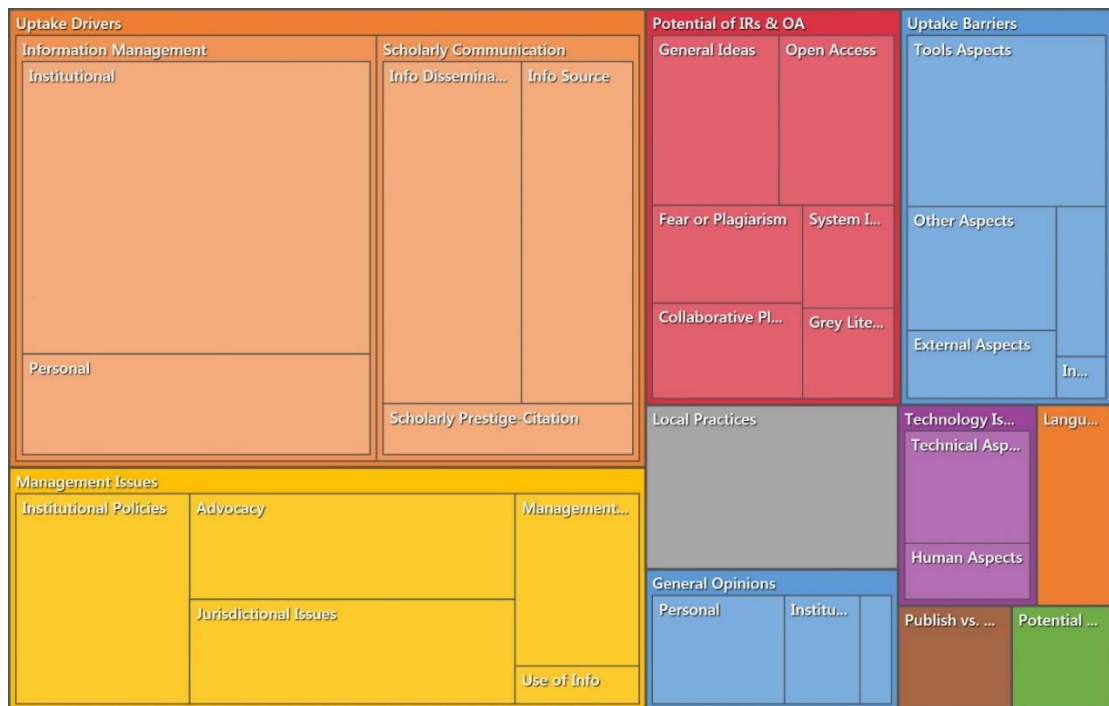 Uptake Drivers
Information Management
Institutional
Personal
Scholarly Communication
Info Dissemina...
Info Source
Scholarly Prestige-Citation
Management Issues
Institutional Policies
Advocacy
Jurisdictional Issues
Management...
Use of Info
Potential of IRs & OA
General Ideas
Open Access
Fear or Plagiarism
System I...
Collaborative Pl...
Grey Lite...
Local Practices
General Opinions
Personal
Institu...
Uptake Barriers
Tools Aspects
Other Aspects
External Aspects
In...
Technology Is...
Technical Asp...
Human Aspects
Langu...
Publish vs. ...
Potential ...